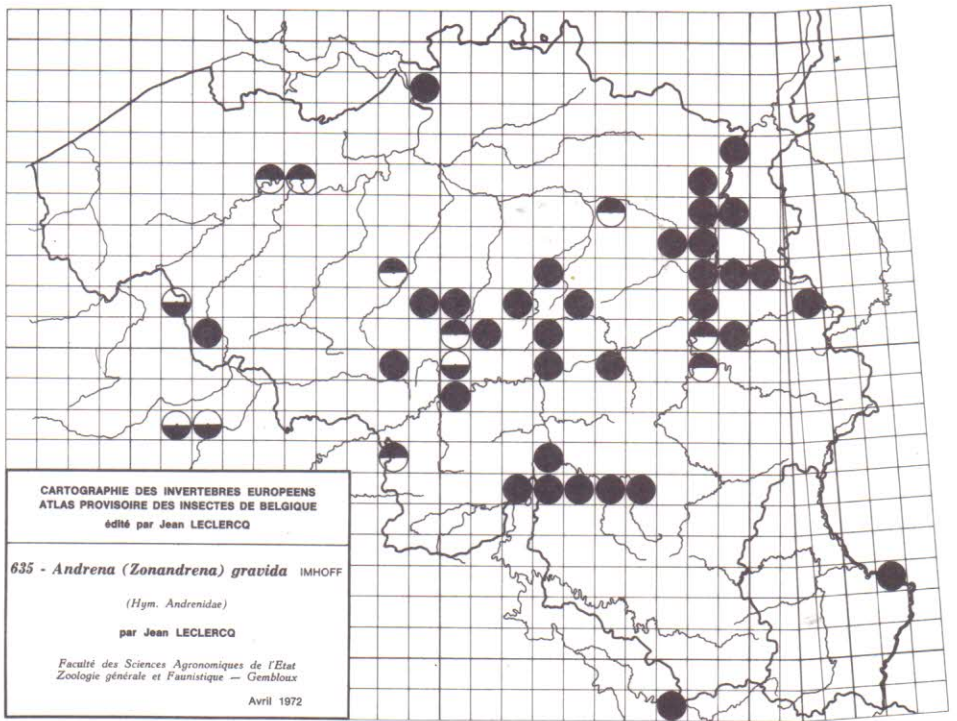 CARTOGRAPHIE DES INVERTEBRES EUROPEENS
ATLAS PROVISOIRE DES INSECTES DE BELGIQUE
édité par Jean LECLERCQ
635 - Andrena (Zonandrena) gravida IMHOFF
(Hym. Andrenidae)
par Jean LECLERCQ
Faculté des Sciences Agronomiques de l'Etat
Zoologie générale et Faunistique — Gembloux
Avril 1972